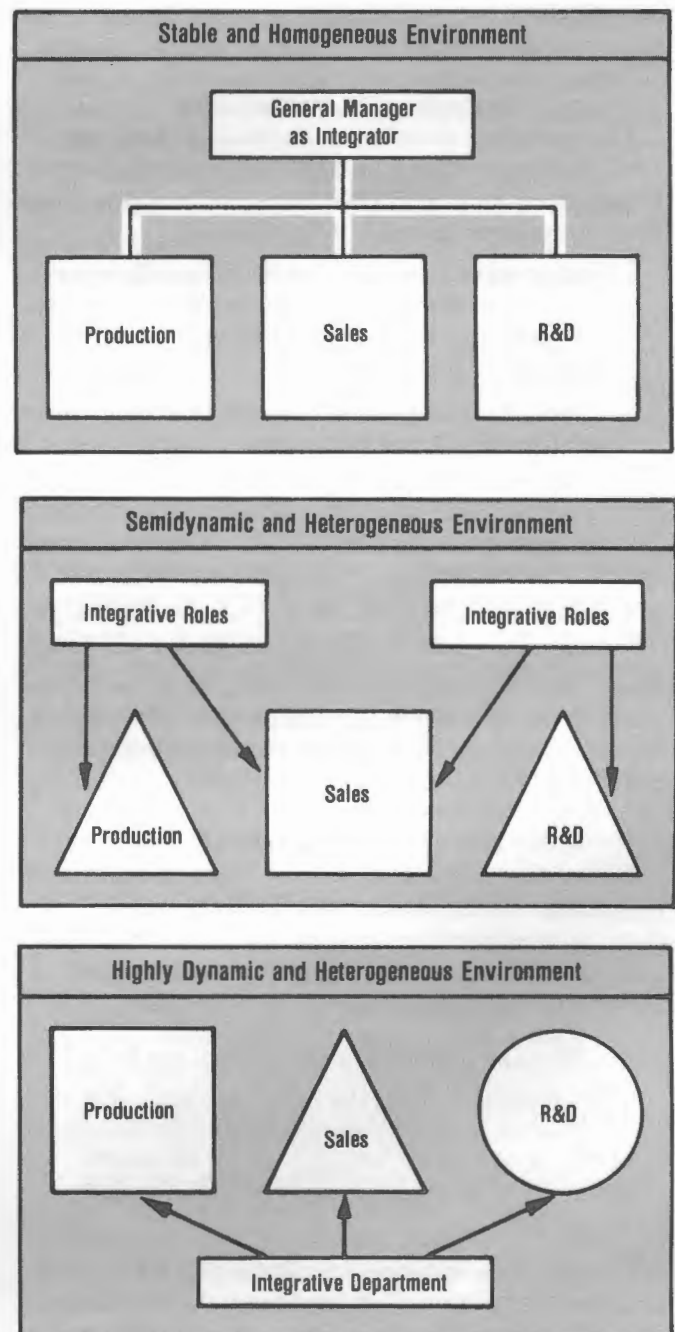 Stable and Homogeneous Environment
General Manager
as Integrator
Production
Sales
R&D
Semidynamic and Heterogeneous Environment
Integrative Roles
Integrative Roles
Sales
Production
R&D
Highly Dynamic and Heterogeneous Environment
Production
R&D
Sales
Integrative Department